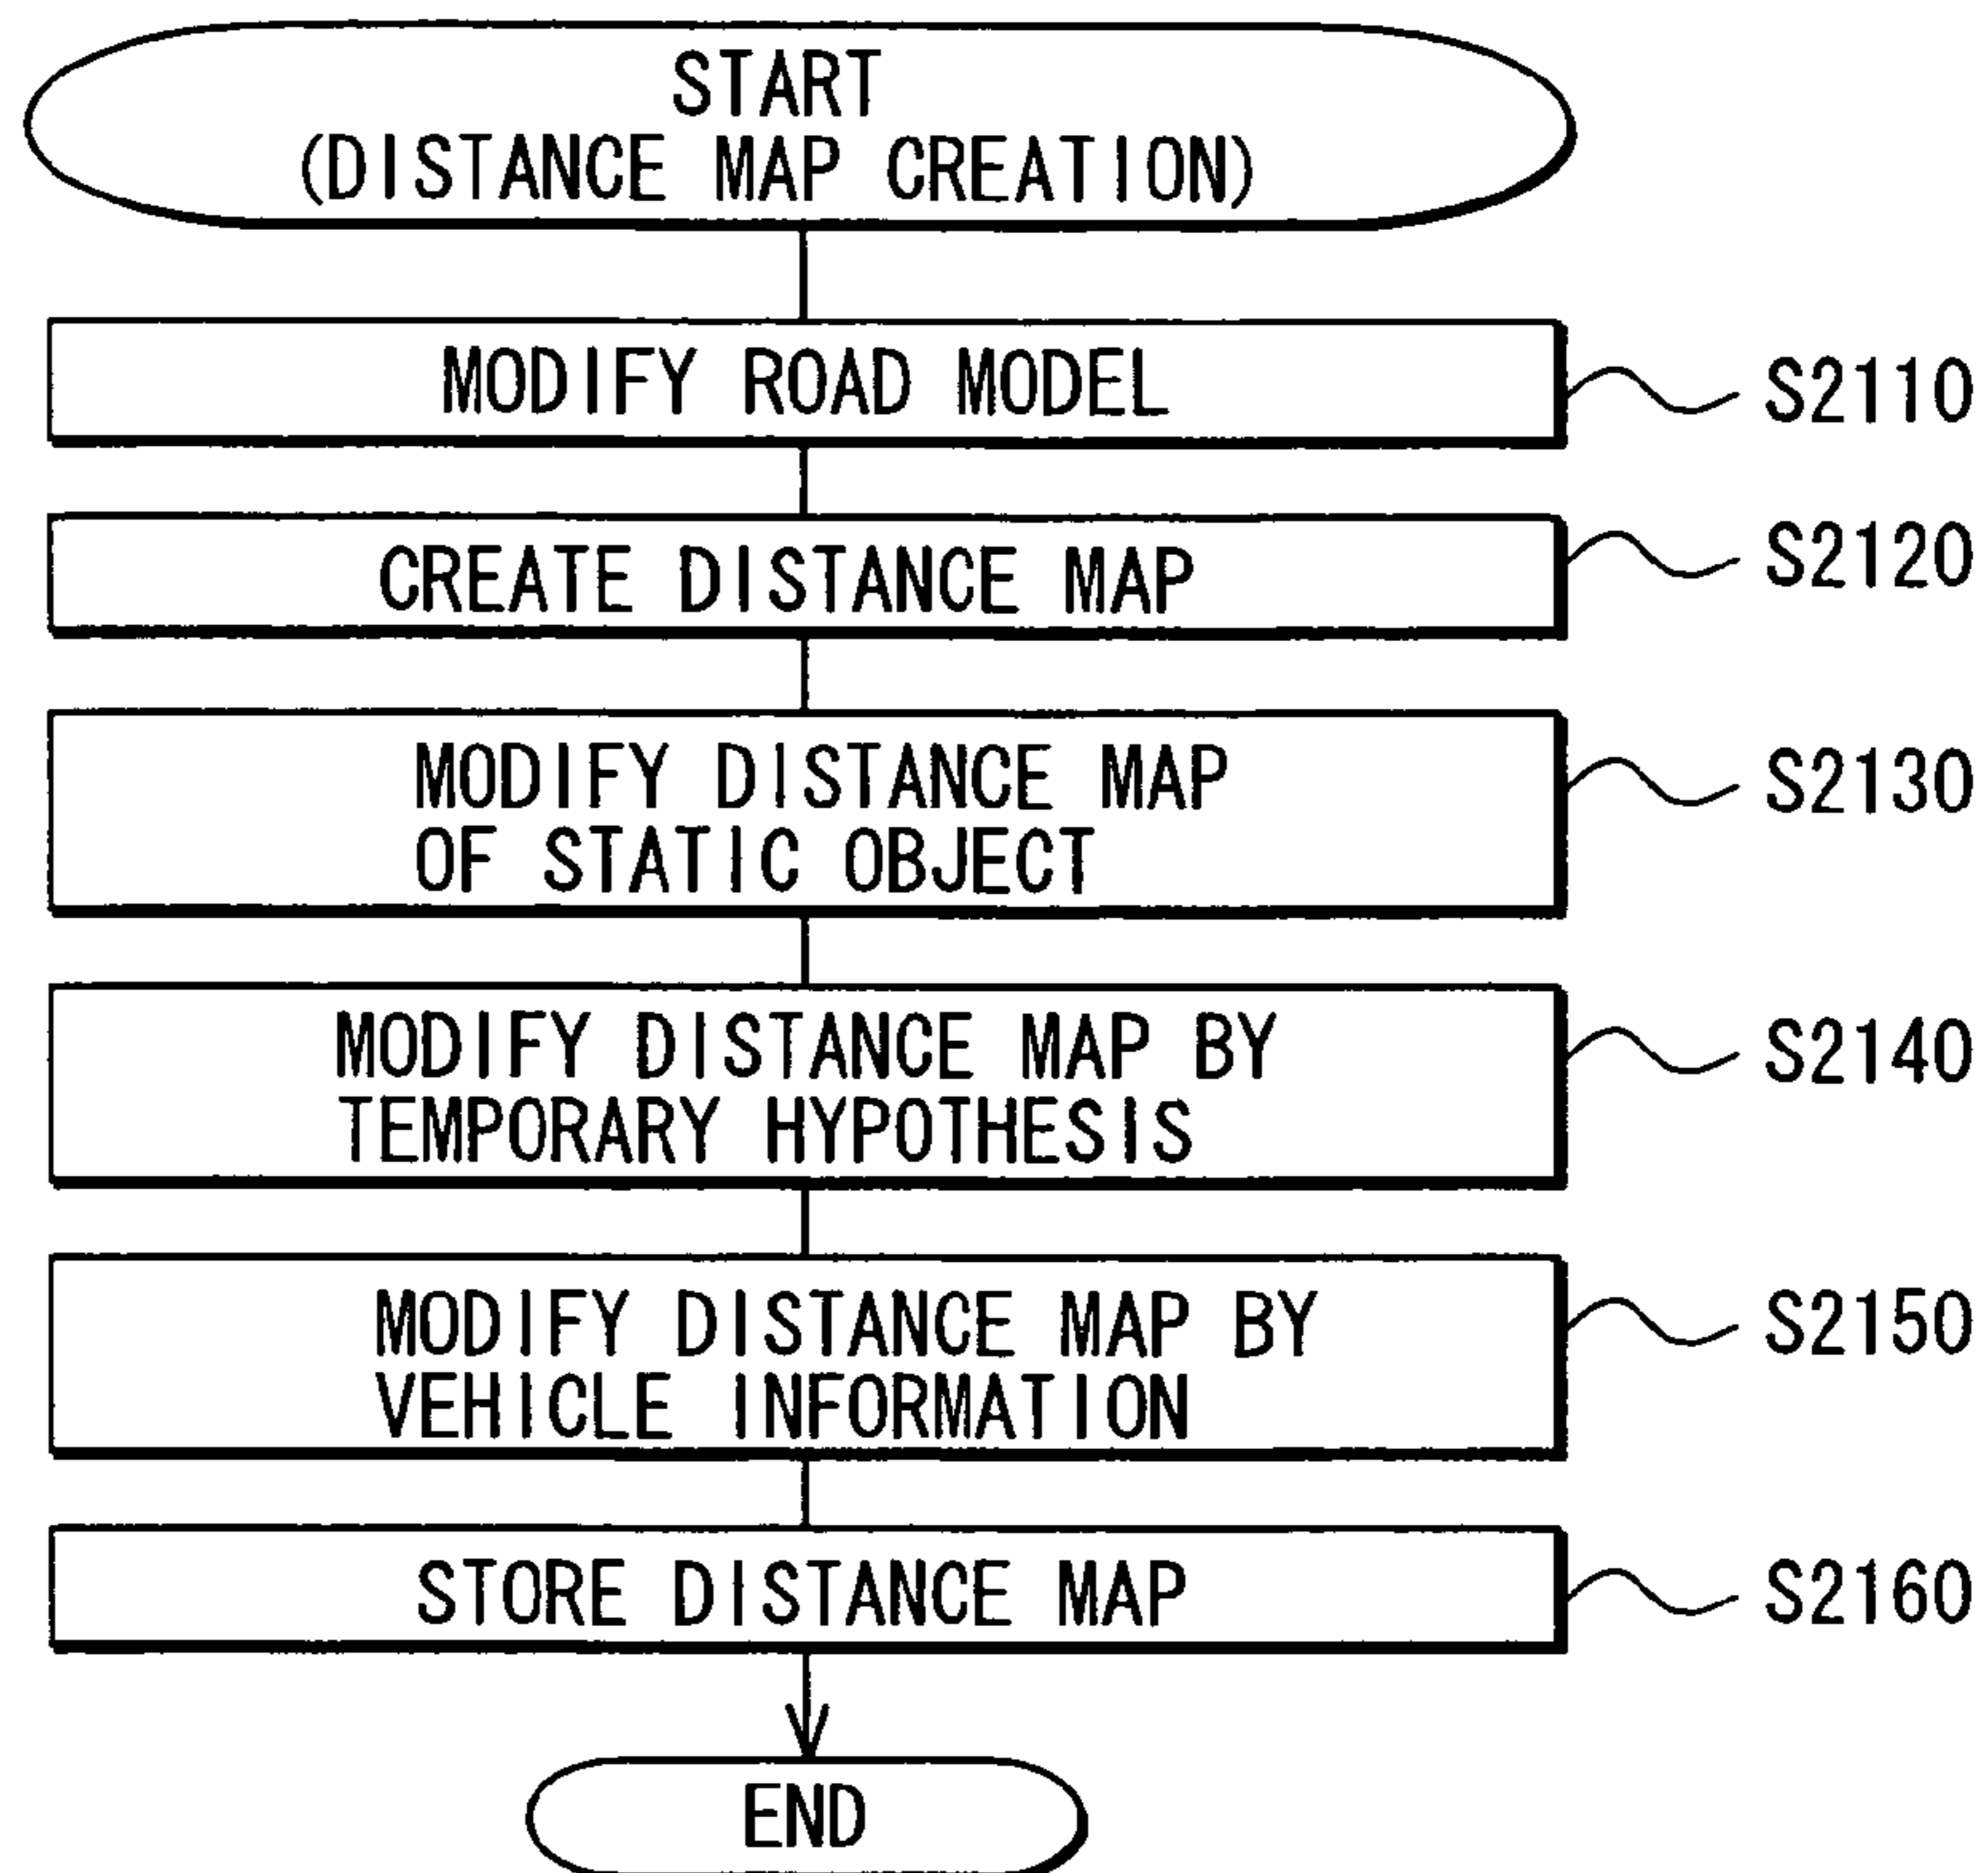 START
(DISTANCE MAP CREATION)
MODIFY ROAD MODEL
S2110
CREATE DISTANCE MAP
S2120
MODIFY DISTANCE MAP
OF STATIC OBJECT
S2130
MODIFY DISTANCE MAP BY
TEMPORARY HYPOTHESIS
S2140
MODIFY DISTANCE MAP BY
VEHICLE INFORMATION
S2150
STORE DISTANCE MAP
S2160
END